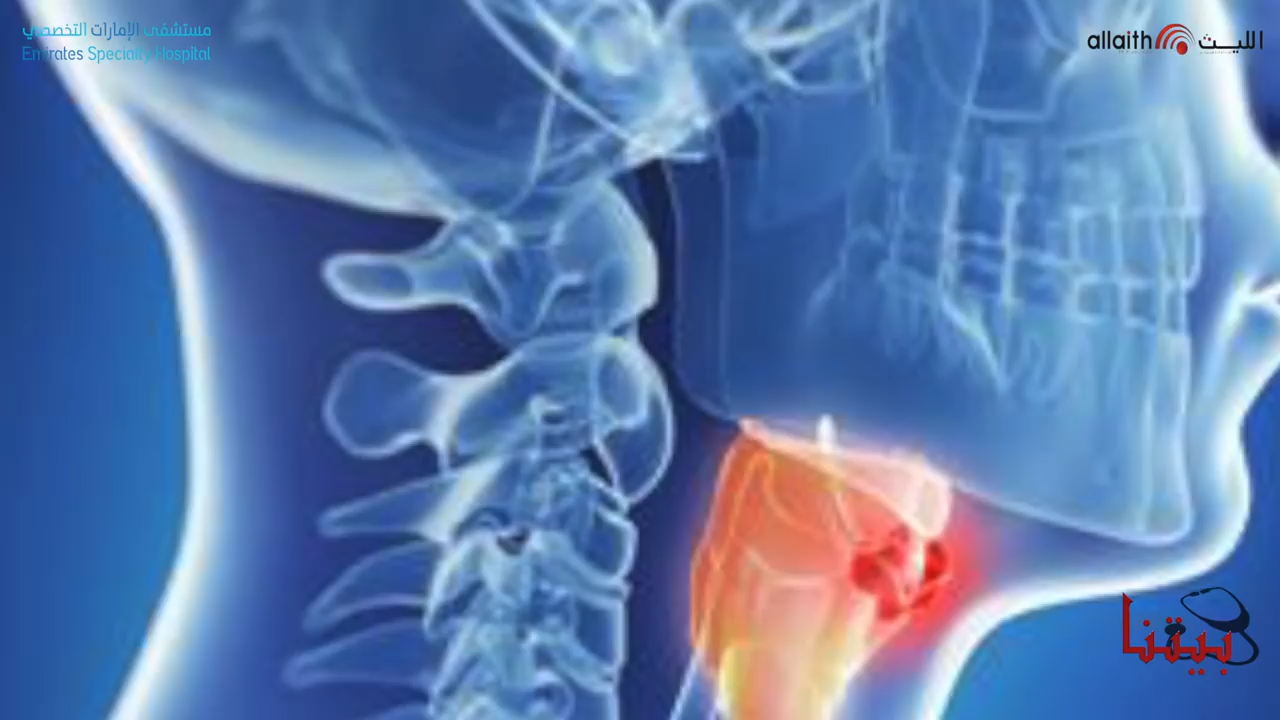 مستشفى الإمارات التخصصي
Emirates Specialty Hospital
allaith الليث
بيتنا